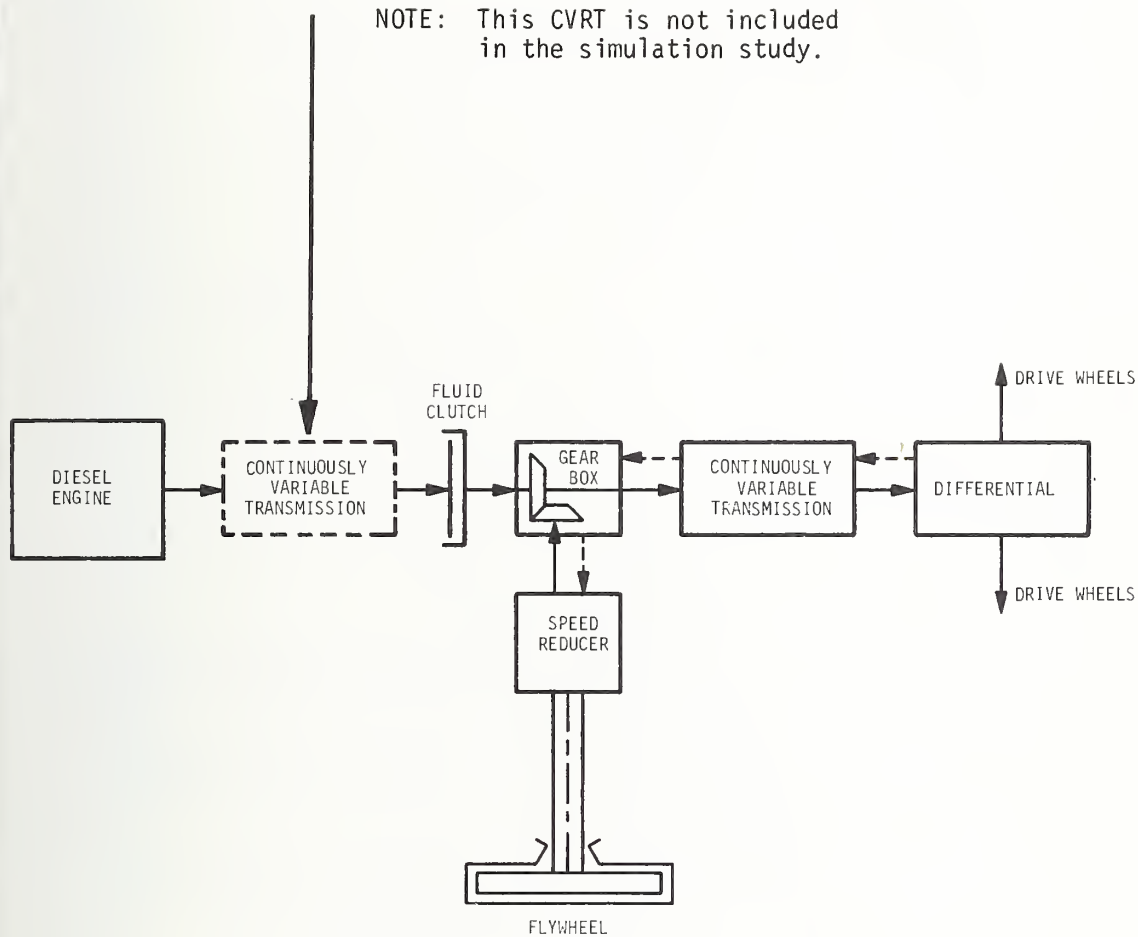 NOTE: This CVRT is not included
in the simulation study.
FLUID
CLUTCH
DRIVE WHEELS
DIESEL
ENGINE
CONTINUOUSLY
VARIABLE
TRANSMISSION
GEAR
BOX
CONTINUOUSLY
VARIABLE
TRANSMISSION
DIFFERENTIAL
DRIVE WHEELS
SPEED
REDUCER
FLYWHEEL